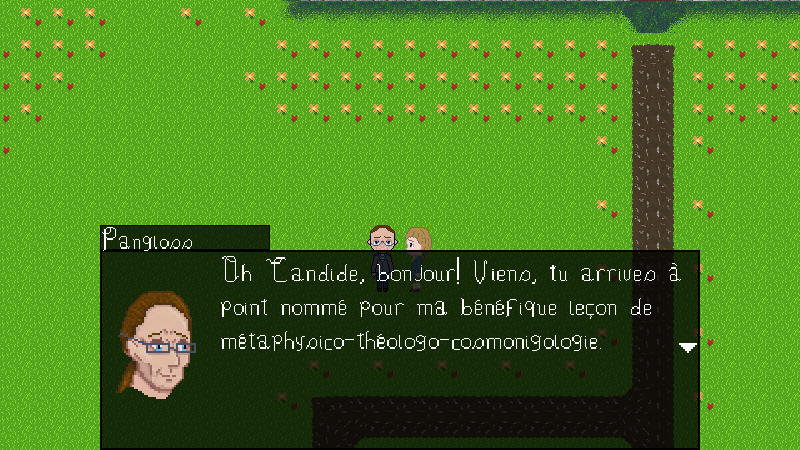 Pangloss
Oh Candide, bonjour! Viens, tu arrives à
point nommé pour ma bénéfique leçon de
métaphysico-théologo-cosmonigologie.